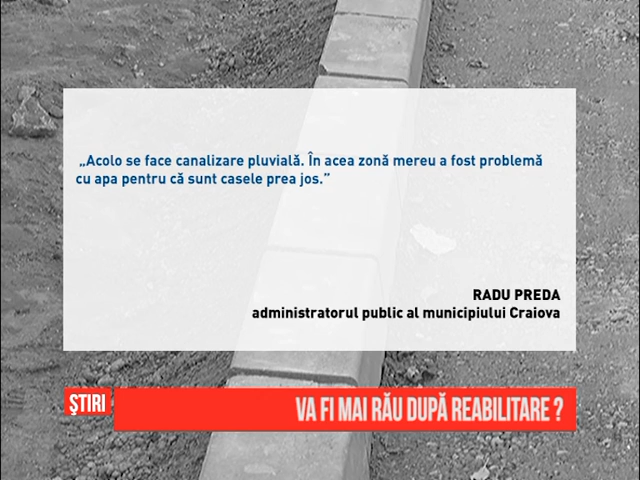 „Acolo se face canalizare pluvială. În acea zonă mereu a fost problemă
cu apa pentru că sunt casele prea jos.”
RADU PREDA
administratorul public al municipiului Craiova
ŞTIRI
VA FI MAI RĂU DUPĂ REABILITARE ?